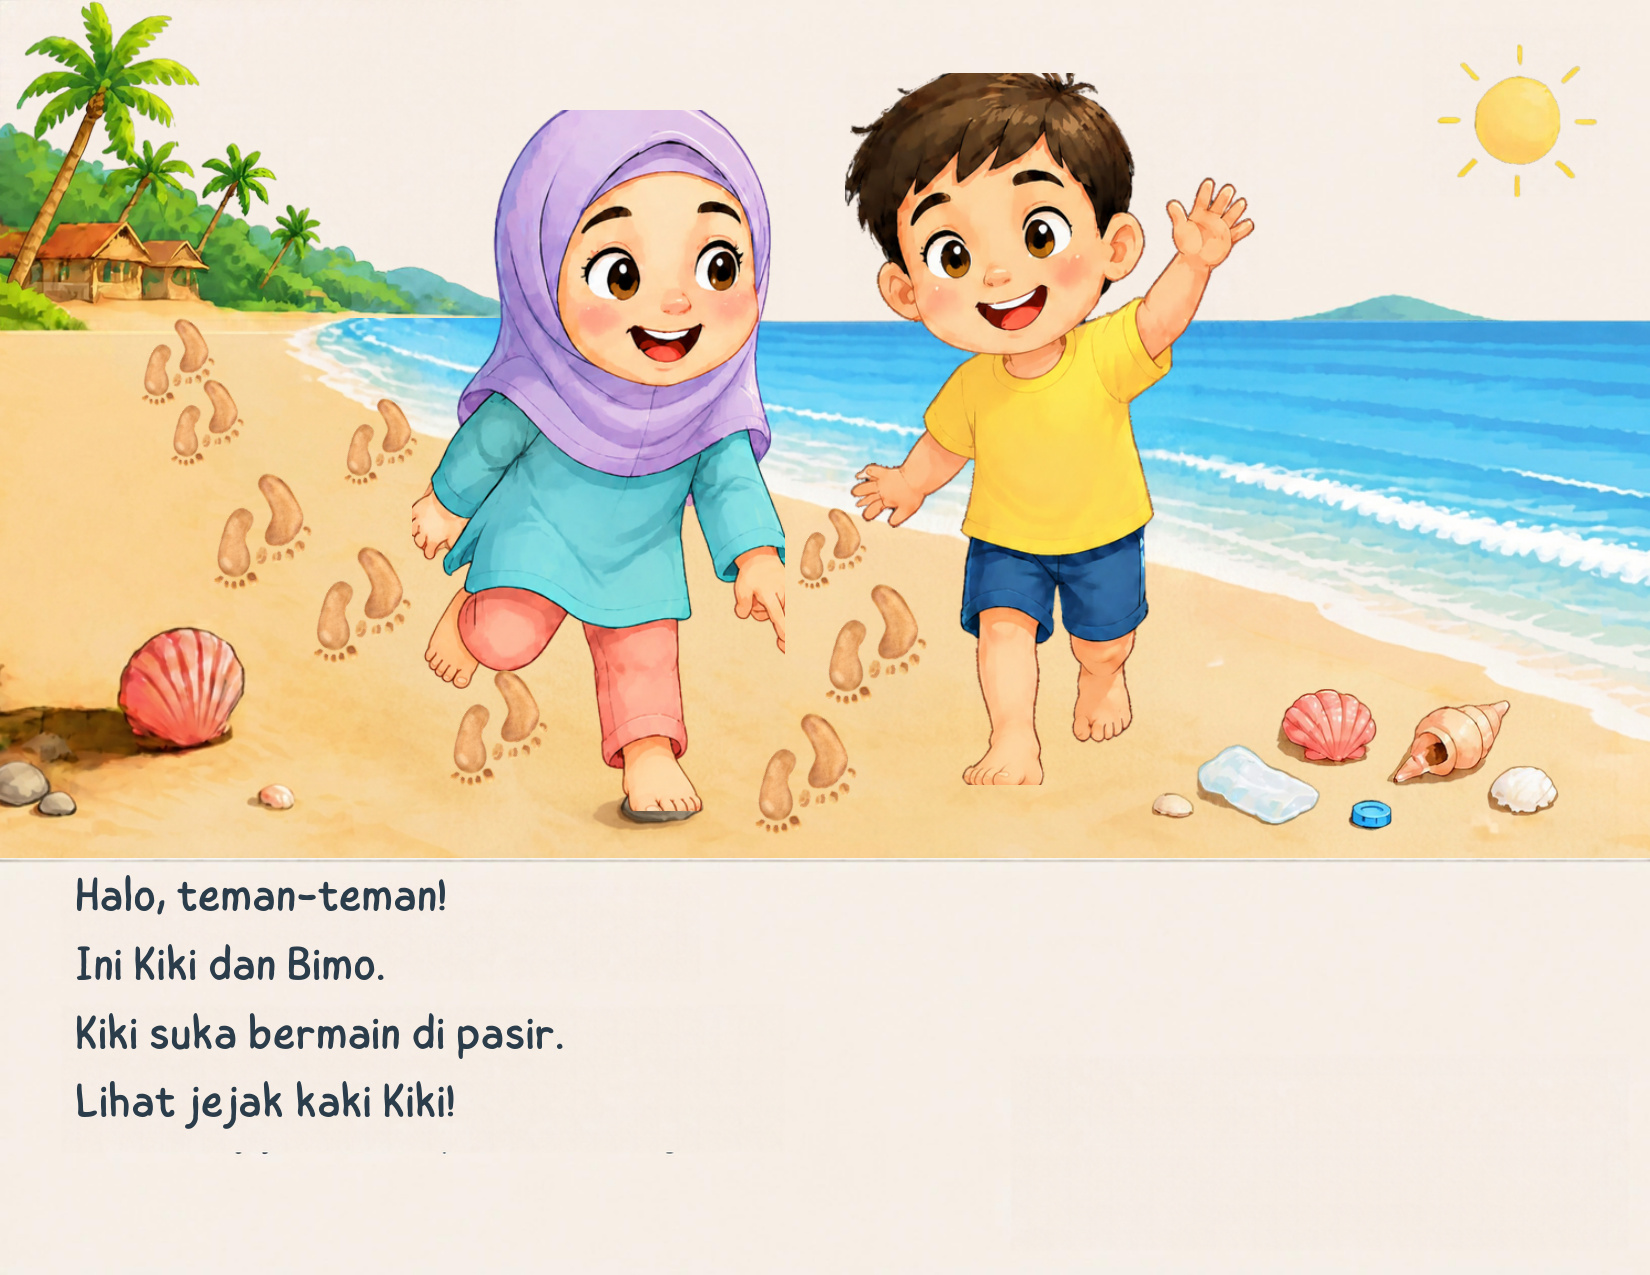 Halo, teman-teman!
Ini Kiki dan Bimo.
Kiki suka bermain di pasir.
Lihat jejak kaki Kiki!